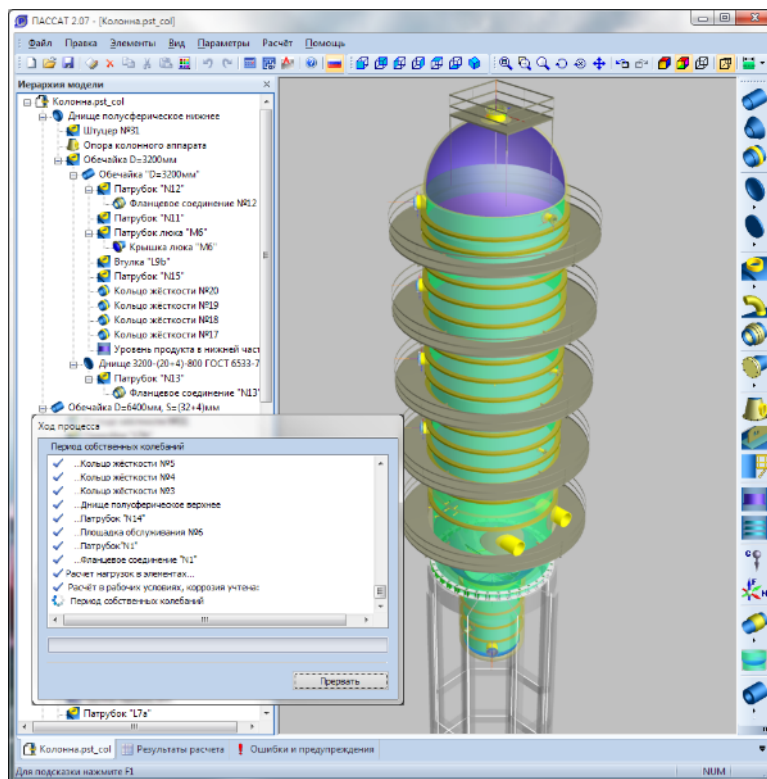 ПАССАТ 2.07 - [Колонна.pst_col]
Файл Правка Элементы Вид Параметры Расчёт Помощь
Иерархия модели
Колонна.pst_col
Днище полусферическое нижнее
Штуцер №31
Опора колонного аппарата
Обечайка D=3200мм
Обечайка "D=3200мм"
Патрубок "N12"
Фланцевое соединение №12
Патрубок "N11"
Патрубок люка "М6"
Крышка люка "М6"
Втулка "L9b"
Патрубок "N15"
Кольцо жёсткости №20
Кольцо жёсткости №19
Кольцо жёсткости №18
Кольцо жёсткости №17
Уровень продукта в нижней част
Днище 3200-(20+4)-800 ГОСТ 6533-7
Патрубок "N13"
Фланцевое соединение "N13"
Обечайка D=6400мм, S=(32+4)мм
Ход процесса
Период собственных колебаний
...Кольцо жёсткости №5
...Кольцо жёсткости №4
...Кольцо жёсткости №3
...Днище полусферическое верхнее
...Патрубок "N14"
...Площадка обслуживания №6
...Патрубок"N1"
...Фланцевое соединение "N1"
Расчет нагрузок в элементах...
Расчёт в рабочих условиях, коррозия учтена:
Период собственных колебаний
Прервать
Патрубок "L7a"
Колонна.pst_col Результаты расчета Ошибки и предупреждения
Для подсказки нажмите F1 NUM